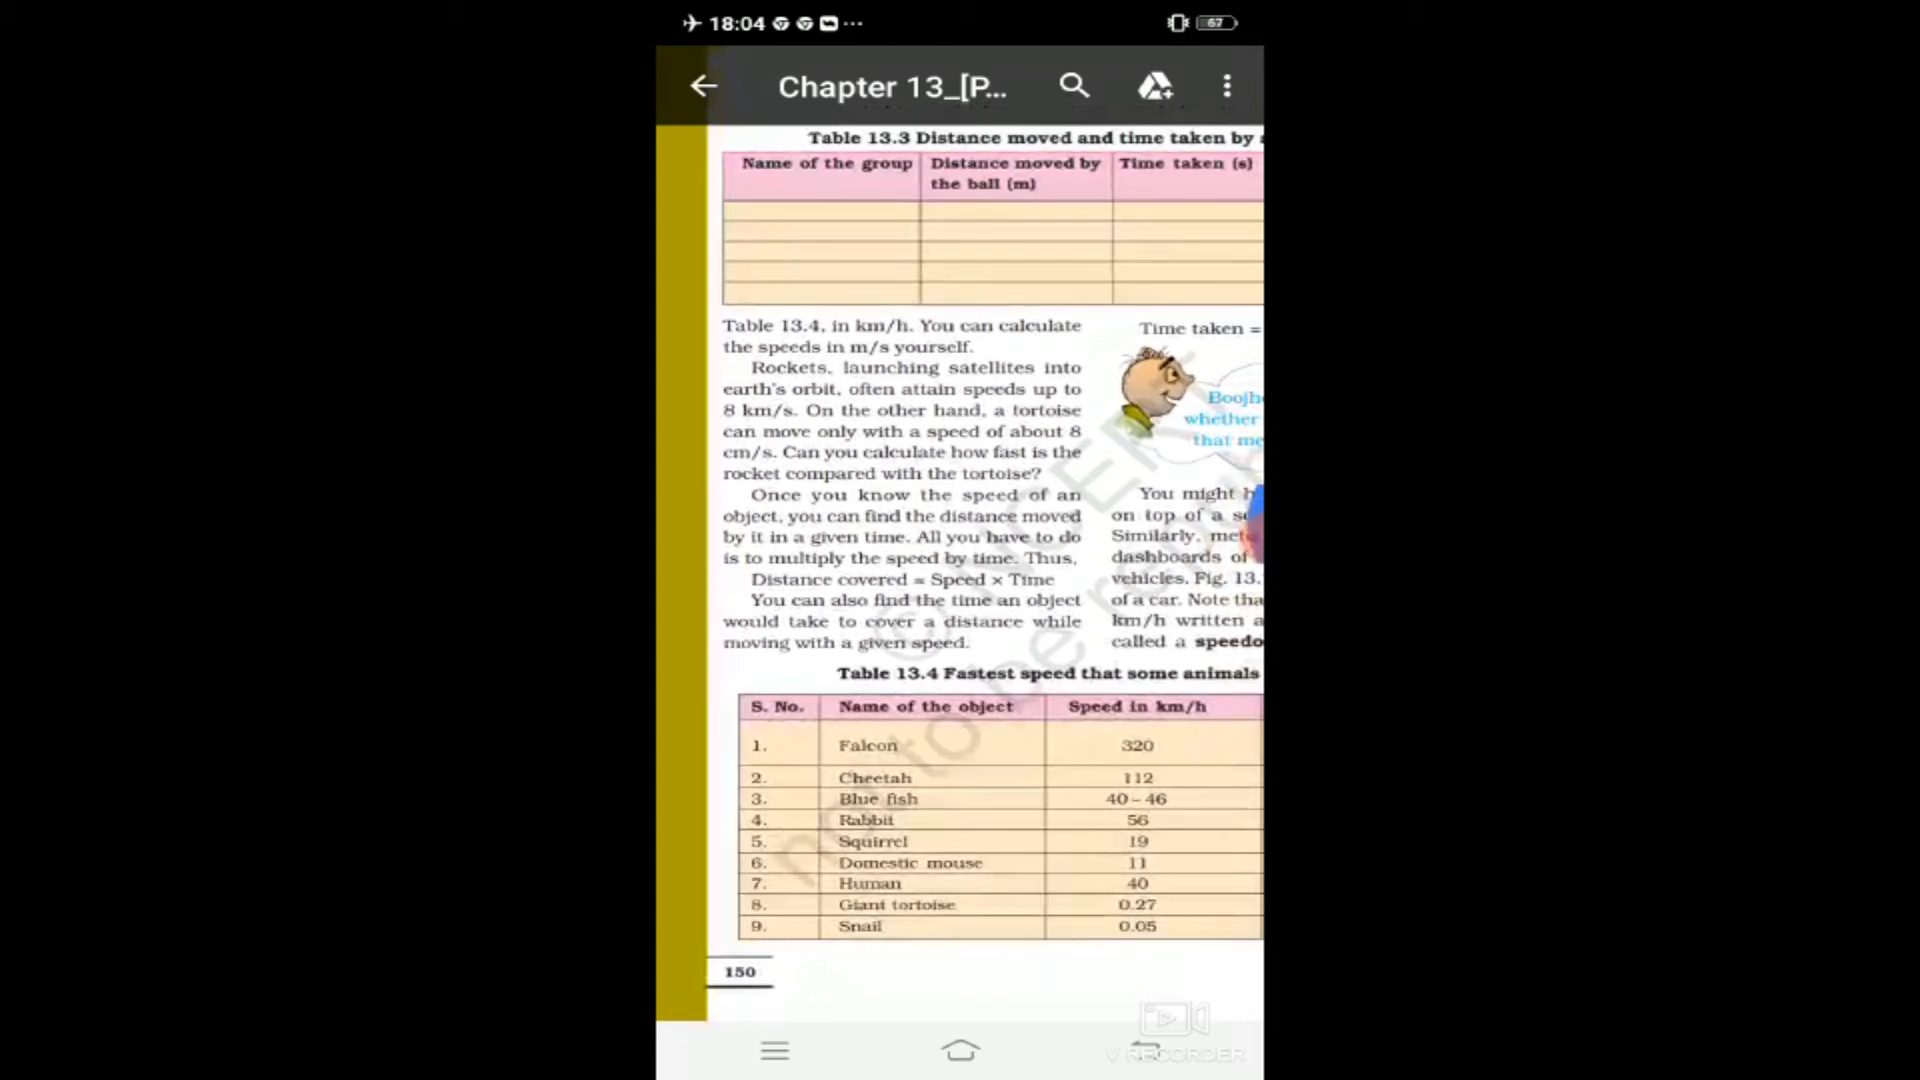 18:04
67
Chapter 13_[P...
Table 13.3 Distance moved and time taken by
Name of the group Distance moved by Time taken (s)
the ball (m)
Table 13.4, in km/h. You can calculate
the speeds in m/s yourself.
Rockets, launching satellites into
earth's orbit, often attain speeds up to
8 km/s. On the other hand, a tortoise
can move only with a speed of about 8
cm/s. Can you calculate how fast is the
rocket compared with the tortoise?
Once you know the speed of an
object, you can find the distance moved
by it in a given time. All you have to do
is to multiply the speed by time. Thus,
Distance covered = Speed × Time
You can also find the time an object
would take to cover a distance while
moving with a given speed.
Time taken =
Boojh
whether
that me
You might
on top of a
Similarly,
dashboards of
vehicles. Fig. 13.
of a car. Note tha
km/h written a
called a speedo
Table 13.4 Fastest speed that some animals
S. No. Name of the object Speed in km/h
1. Falcon 320
2. Cheetah 112
3. Blue fish 40 – 46
4. Rabbit 56
5. Squirrel 19
6. Domestic mouse 11
7. Human 40
8. Giant tortoise 0.27
9. Snail 0.05
150
© NCERT
not to be repub
V RECORDER